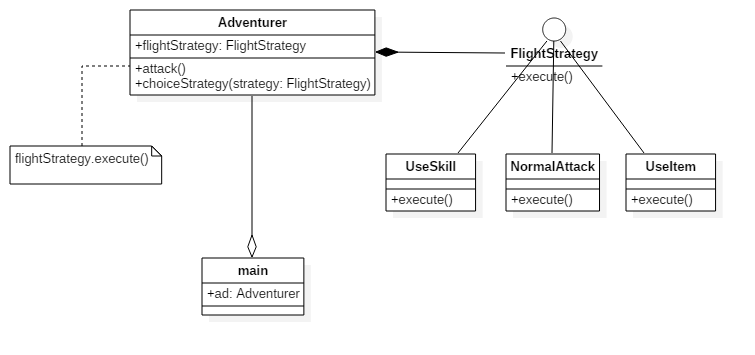 Adventurer
+flightStrategy: FlightStrategy
+attack()
+choiceStrategy(strategy: FlightStrategy)
FlightStrategy
+execute()
flightStrategy.execute()
UseSkill
+execute()
NormalAttack
+execute()
UseItem
+execute()
main
+ad: Adventurer